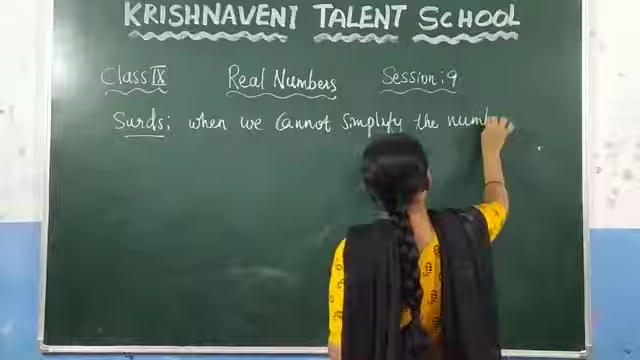 KRISHNAVENI TALENT SCHOOL
Class IX Real Numbers Session: 9
Surds: when we cannot simplify the numb